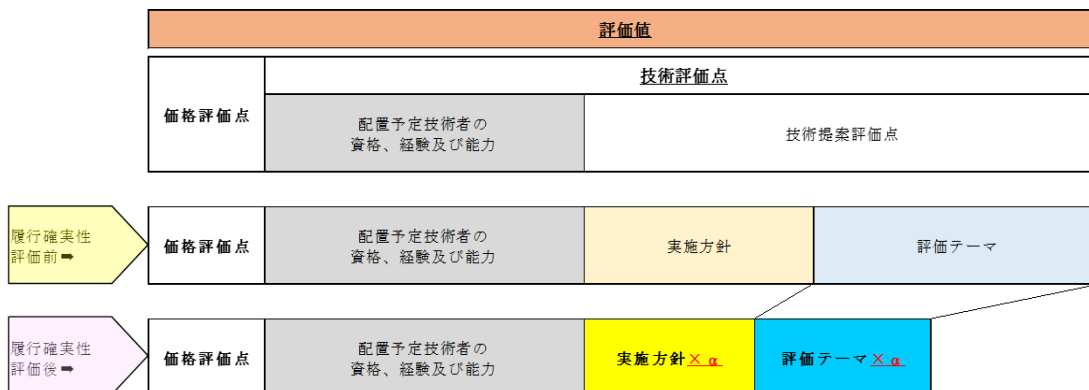 評価値
技術評価点
価格評価点
配置予定技術者の
資格、経験及び能力
技術提案評価点
履行確実性
評価前➡
価格評価点
配置予定技術者の
資格、経験及び能力
実施方針
評価テーマ
履行確実性
評価後➡
価格評価点
配置予定技術者の
資格、経験及び能力
実施方針×α
評価テーマ×α